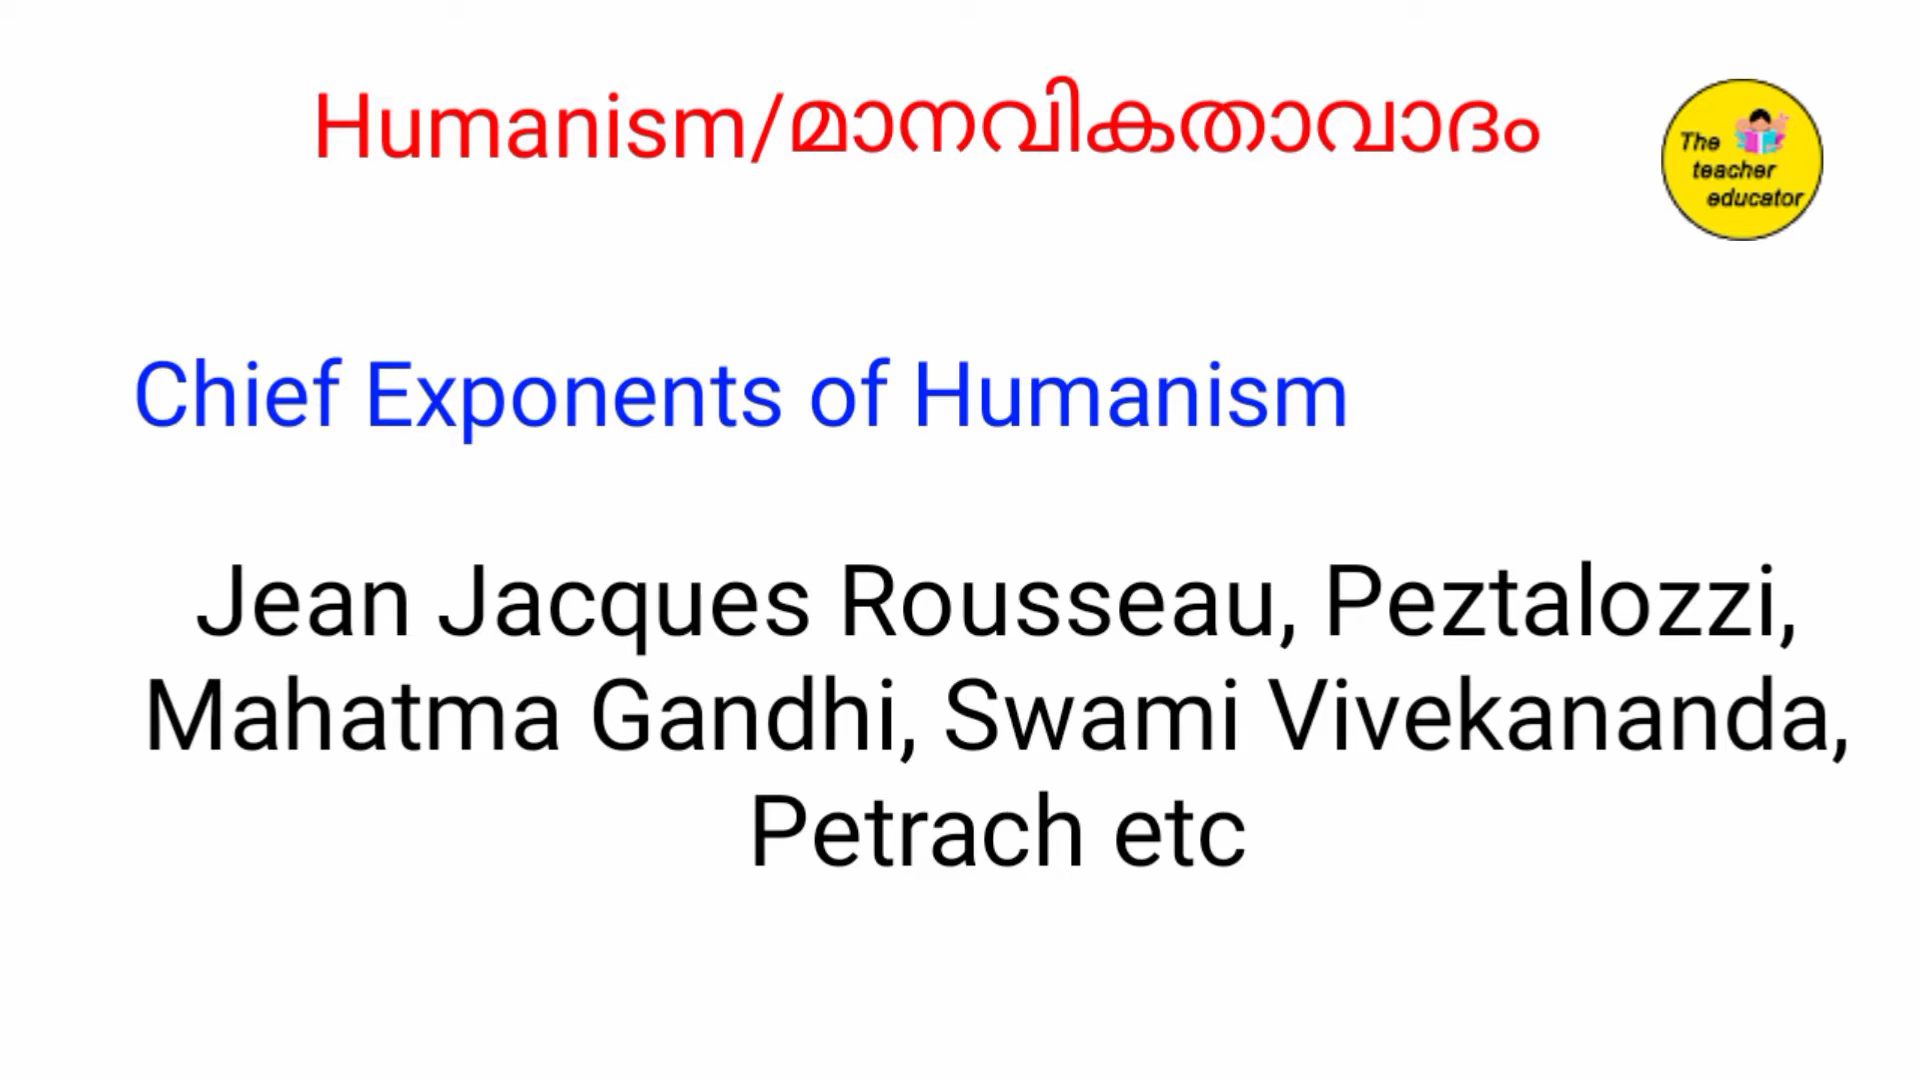 Humanism/മാനവികതാവാദം
The
teacher
educator
Chief Exponents of Humanism
Jean Jacques Rousseau, Peztalozzi,
Mahatma Gandhi, Swami Vivekananda,
Petrach etc